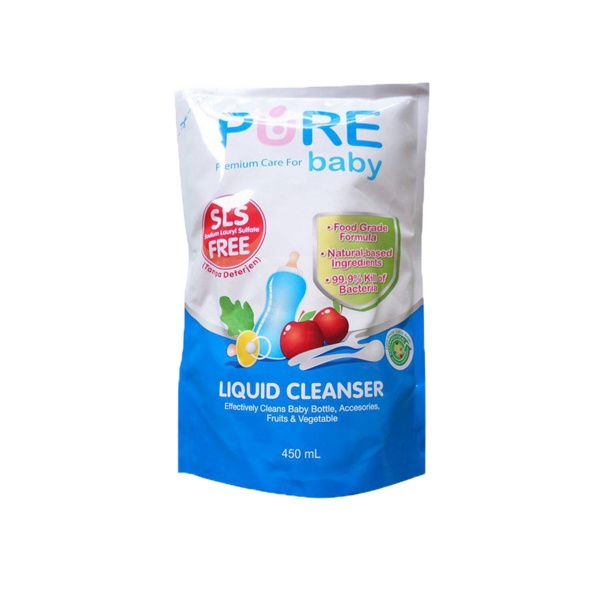 PURE
Premium Care For baby
SLS
Sodium Lauryl Sulfate
FREE
(Tanpa Deterjen)
• Food Grade
Formula
• Natural-based
Ingredients
• 99,9% Kill of
Bacteria
LIQUID CLEANSER
Effectively Cleans Baby Bottle, Accesories,
Fruits & Vegetable
450 mL